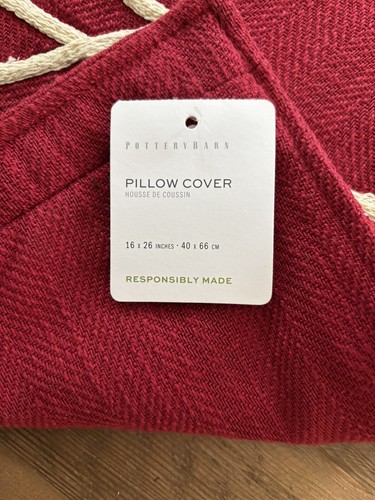 POTTERYBARN
PILLOW COVER
HOUSSE DE COUSSIN
16 x 26 INCHES · 40 x 66 CM
RESPONSIBLY MADE